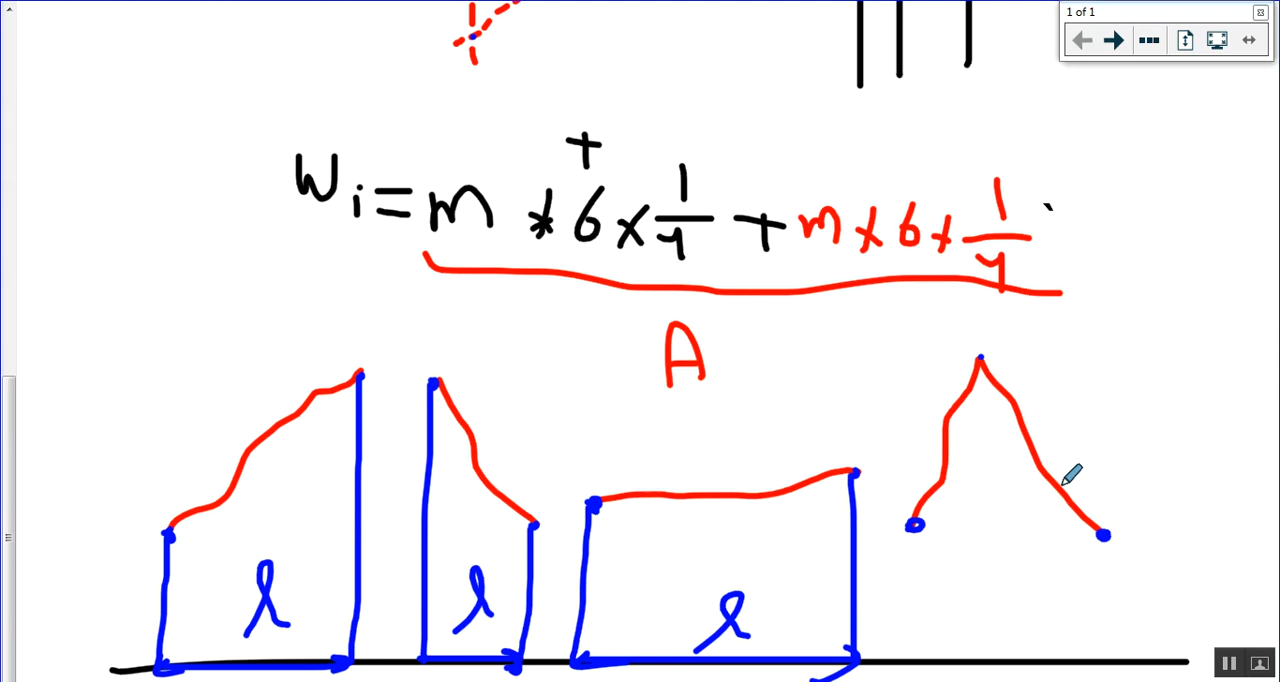 1 of 1
+
Wi = m * 6 × 1/4 + m × 6 × 1/4
A
l l l